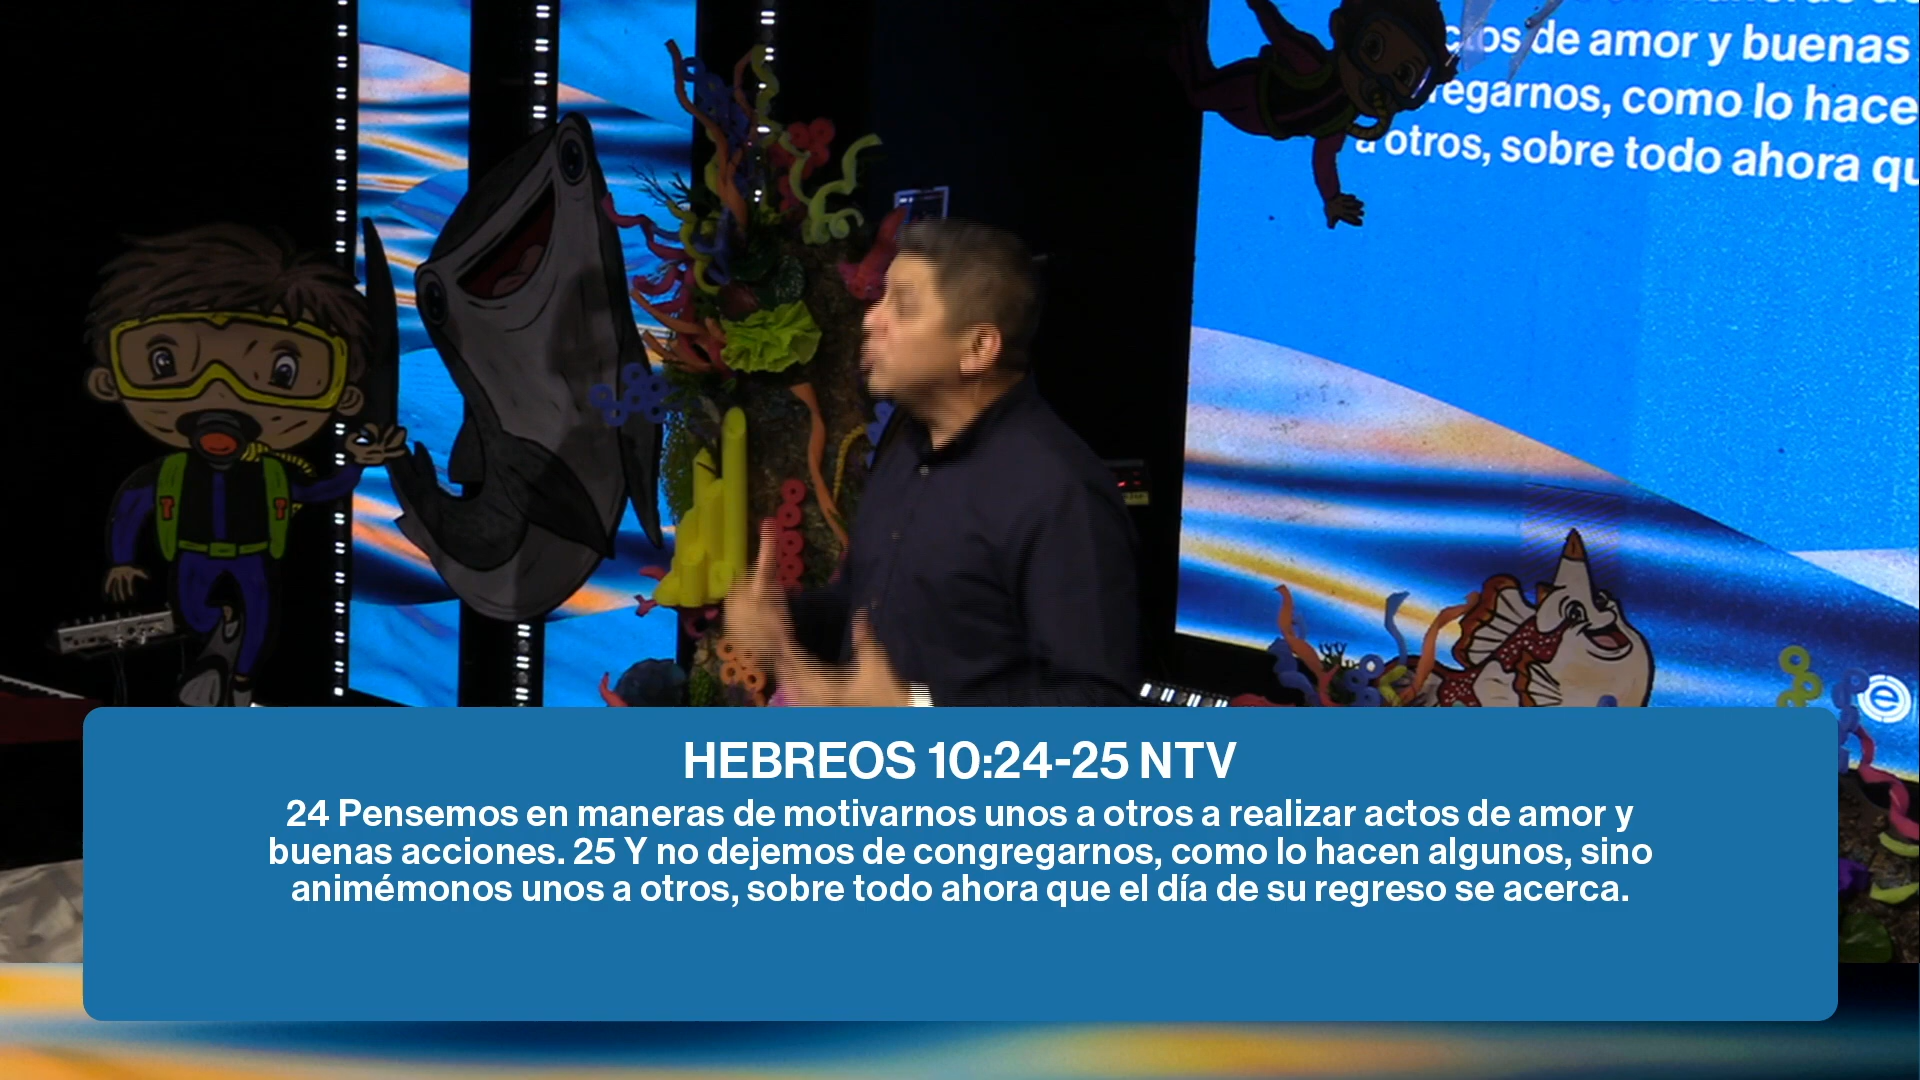 ctos de amor y buenas
regarnos, como lo hace
a otros, sobre todo ahora qu
e
HEBREOS 10:24-25 NTV
24 Pensemos en maneras de motivarnos unos a otros a realizar actos de amor y
buenas acciones. 25 Y no dejemos de congregarnos, como lo hacen algunos, sino
animémonos unos a otros, sobre todo ahora que el día de su regreso se acerca.